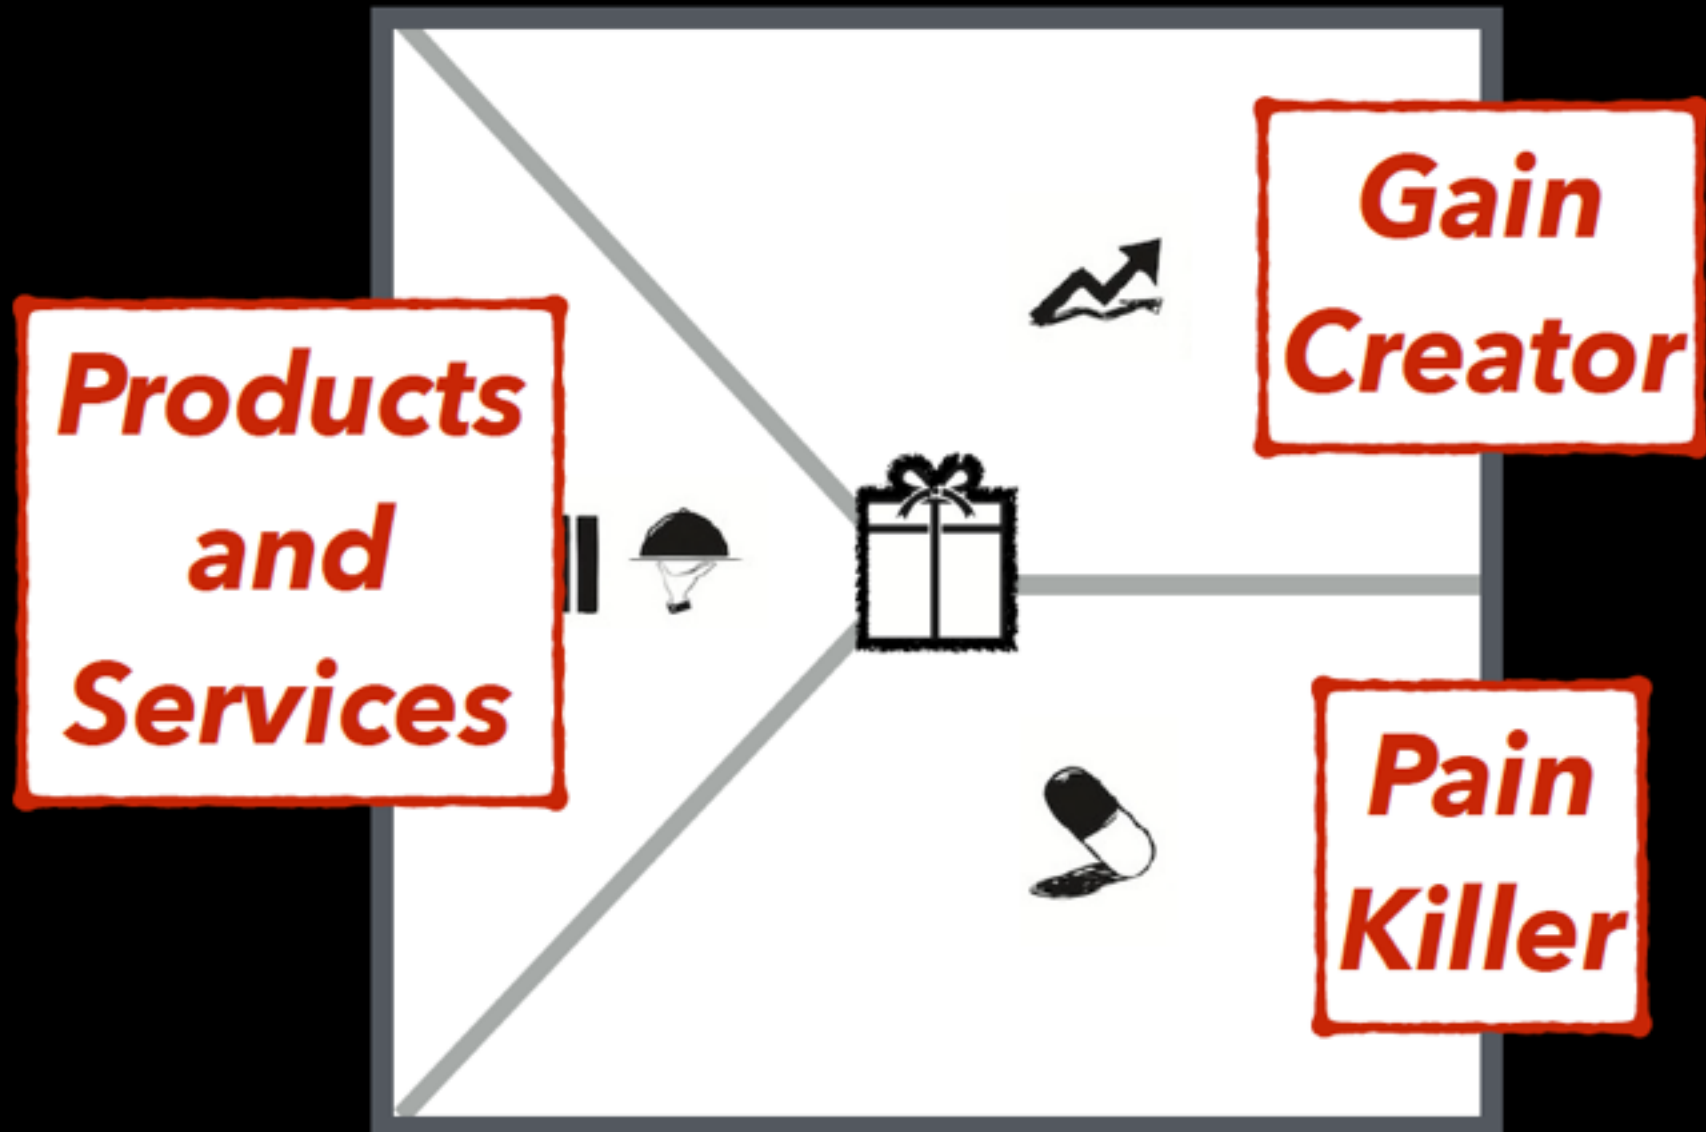 Products
and
Services
Gain
Creator
Pain
Killer